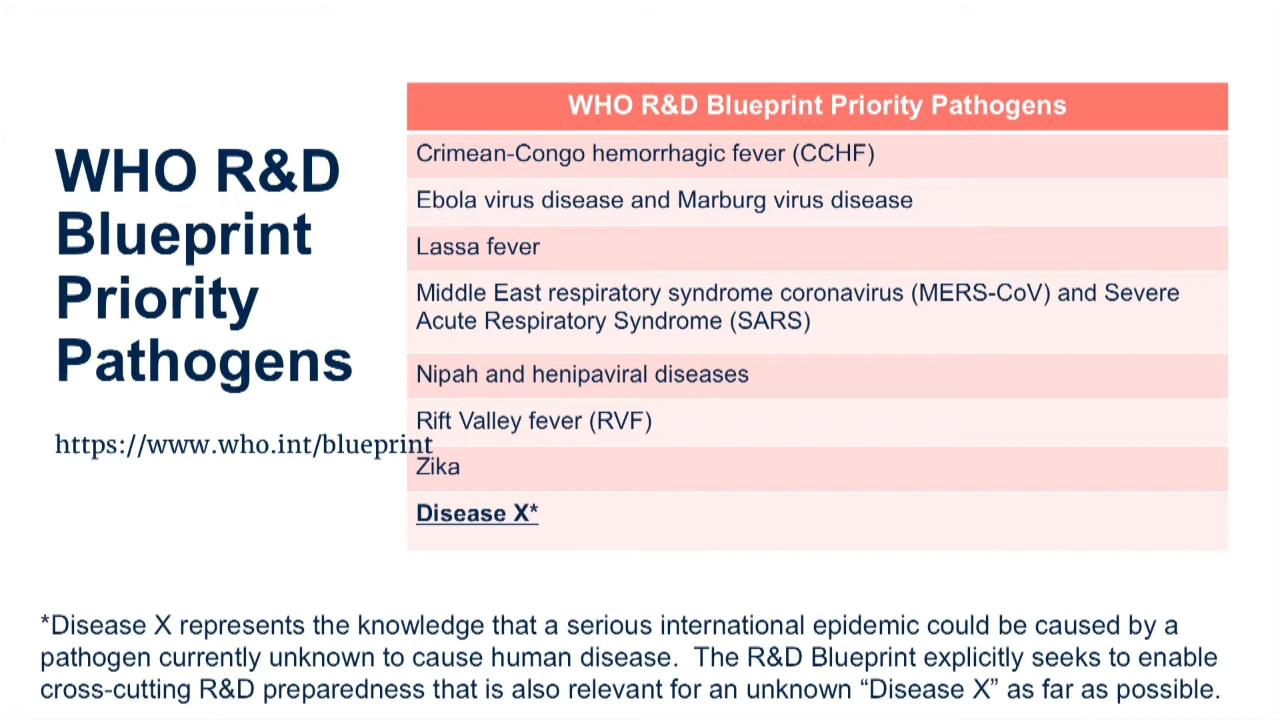 WHO R&D
Blueprint
Priority
Pathogens
https://www.who.int/blueprint
WHO R&D Blueprint Priority Pathogens
Crimean-Congo hemorrhagic fever (CCHF)
Ebola virus disease and Marburg virus disease
Lassa fever
Middle East respiratory syndrome coronavirus (MERS-CoV) and Severe
Acute Respiratory Syndrome (SARS)
Nipah and henipaviral diseases
Rift Valley fever (RVF)
Zika
Disease X*
*Disease X represents the knowledge that a serious international epidemic could be caused by a
pathogen currently unknown to cause human disease.  The R&D Blueprint explicitly seeks to enable
cross-cutting R&D preparedness that is also relevant for an unknown “Disease X” as far as possible.